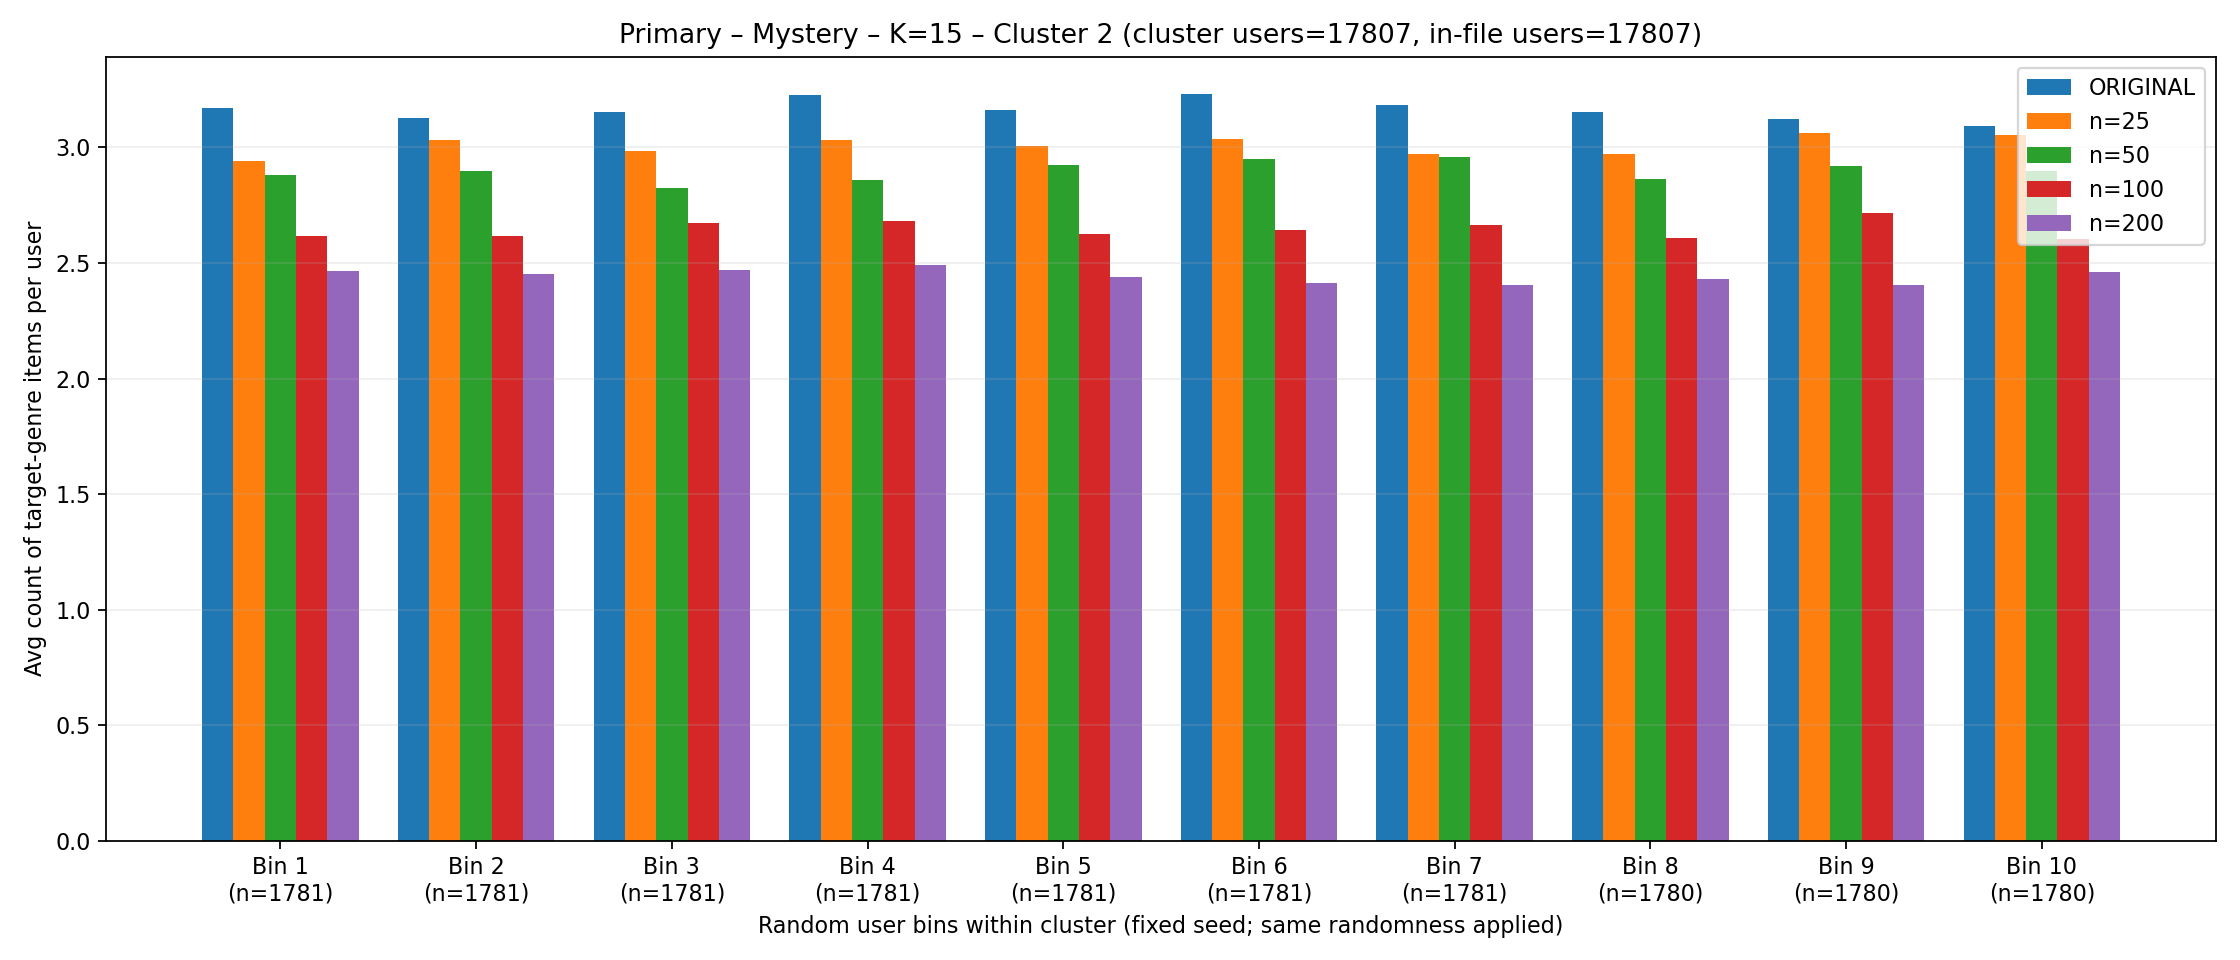 Primary – Mystery – K=15 – Cluster 2 (cluster users=17807, in-file users=17807)
ORIGINAL
n=25
n=50
n=100
n=200
Avg count of target-genre items per user
3.0
2.5
2.0
1.5
1.0
0.5
0.0
Bin 1 Bin 2 Bin 3 Bin 4 Bin 5 Bin 6 Bin 7 Bin 8 Bin 9 Bin 10
(n=1781) (n=1781) (n=1781) (n=1781) (n=1781) (n=1781) (n=1781) (n=1780) (n=1780) (n=1780)
Random user bins within cluster (fixed seed; same randomness applied)